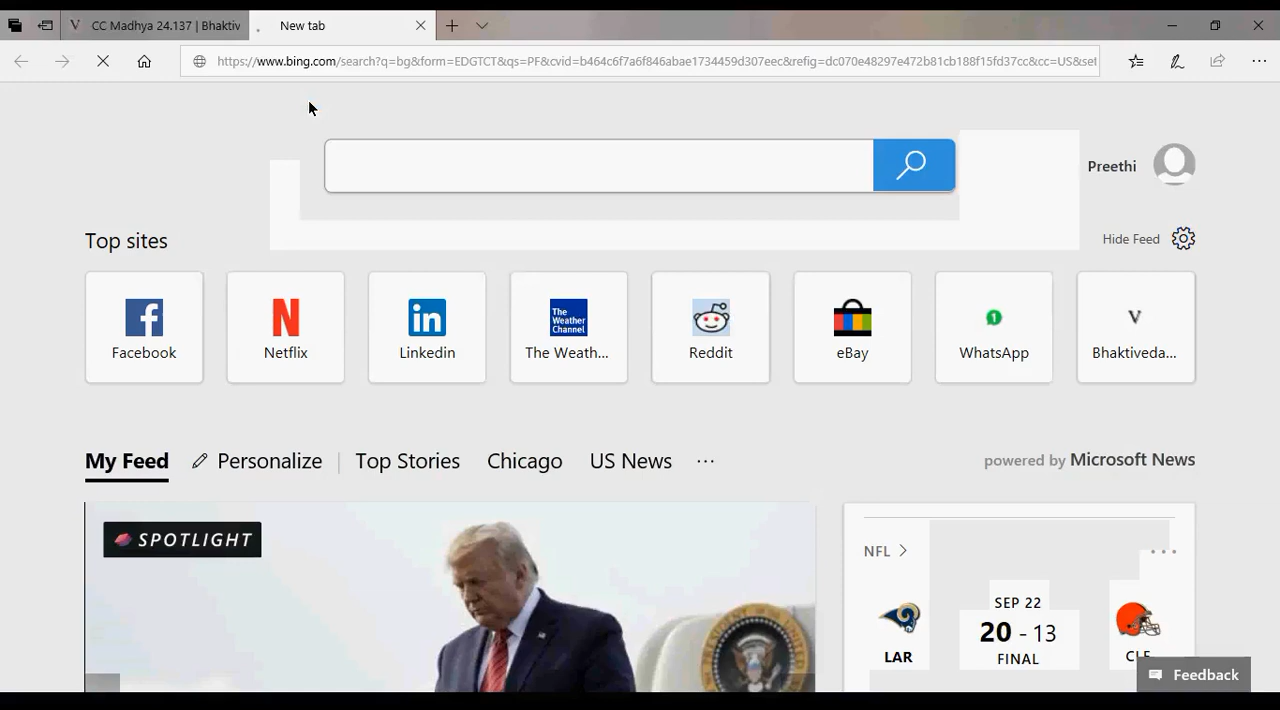 CC Madhya 24.137 | Bhaktiv
New tab
https://www.bing.com/search?q=bg&form=EDGTCT&qs=PF&cvid=b464c6f7a6f846abae1734459d307eec&refig=dc070e48297e472b81cb188f15fd37cc&cc=US&set
Preethi
Top sites
Hide Feed
Facebook
Netflix
Linkedin
The Weather Channel
The Weath...
Reddit
eBay
WhatsApp
Bhaktiveda...
My Feed
Personalize
Top Stories
Chicago
US News
powered by Microsoft News
SPOTLIGHT
NFL
SEP 22
20 - 13
FINAL
LAR
CLE
Feedback